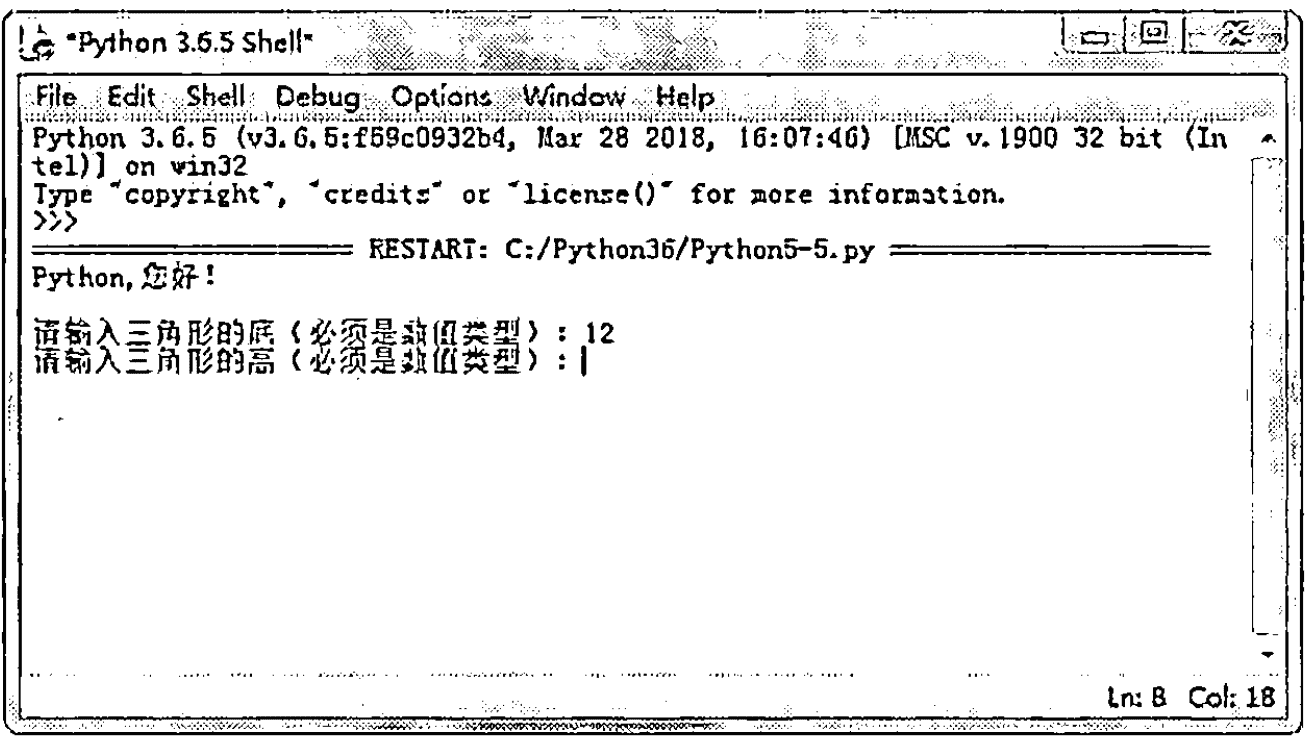 *Python 3.6.5 Shell*
File Edit Shell Debug Options Window Help
Python 3.6.5 (v3.6.5:f59c0932b4, Mar 28 2018, 16:07:46) [MSC v.1900 32 bit (In
tel)] on win32
Type "copyright", "credits" or "license()" for more information.
>>>
=================== RESTART: C:/Python36/Python5-5.py ===================
Python,您好！
请输入三角形的底（必须是数值类型）：12
请输入三角形的高（必须是数值类型）：
Ln: 8 Col: 18